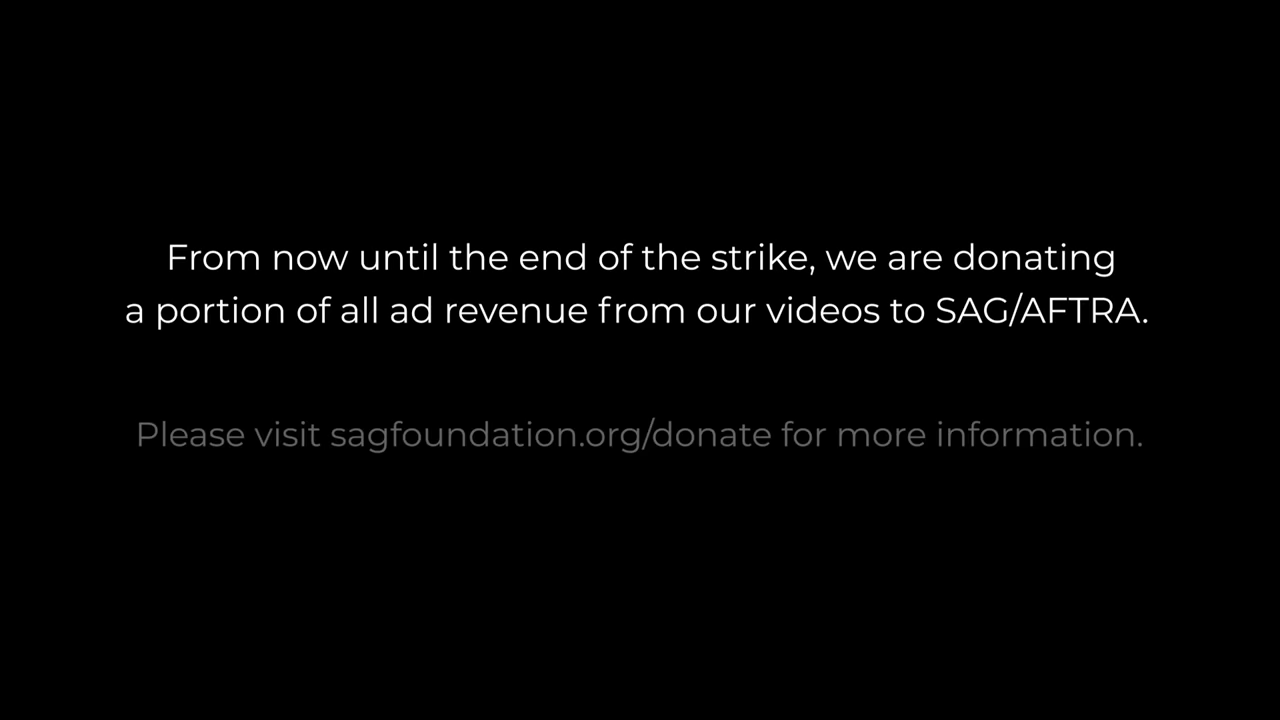 From now until the end of the strike, we are donating
a portion of all ad revenue from our videos to SAG/AFTRA.
Please visit sagfoundation.org/donate for more information.